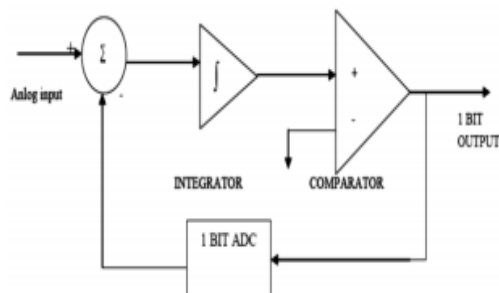 +
Σ
Anlog input
-
∫
+
-
1 BIT
OUTPUT
INTEGRATOR
COMPARATOR
1 BIT ADC